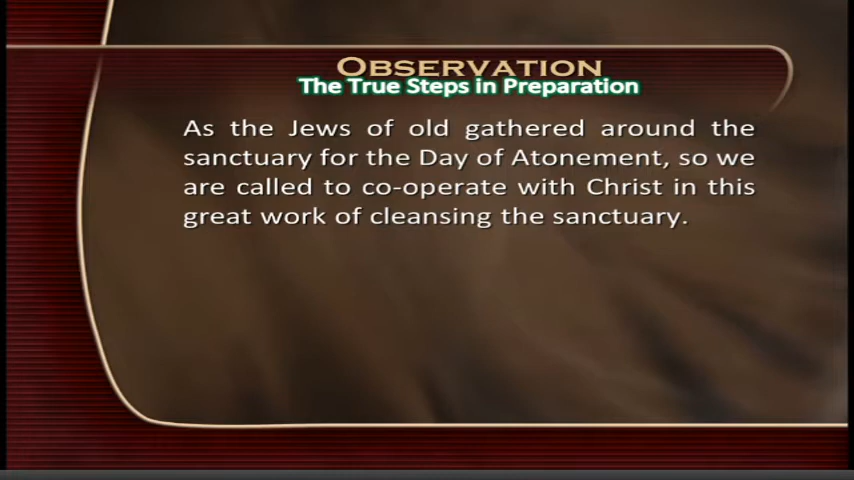 OBSERVATION
The True Steps in Preparation
As the Jews of old gathered around the
sanctuary for the Day of Atonement, so we
are called to co-operate with Christ in this
great work of cleansing the sanctuary.